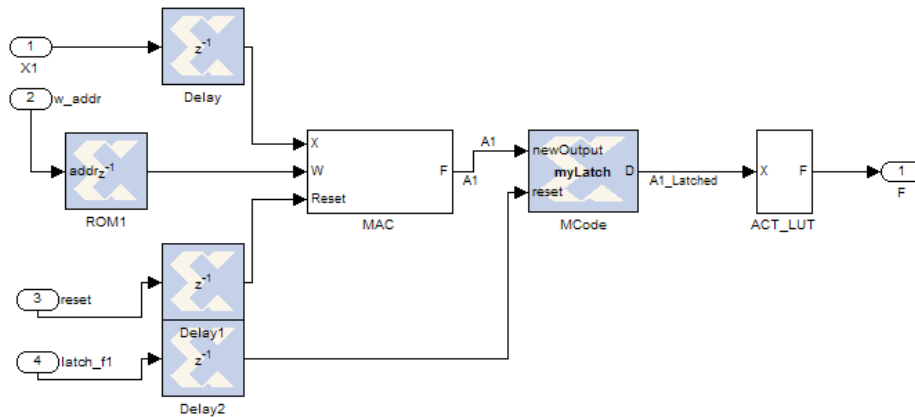 1
X1
z-1
Delay
2
w_addr
addr z-1
ROM1
X
W
Reset
F
MAC
A1
A1
newOutput
myLatch
reset
D
MCode
A1_Latched
X
F
ACT_LUT
1
F
3
reset
z-1
Delay1
4
latch_f1
z-1
Delay2